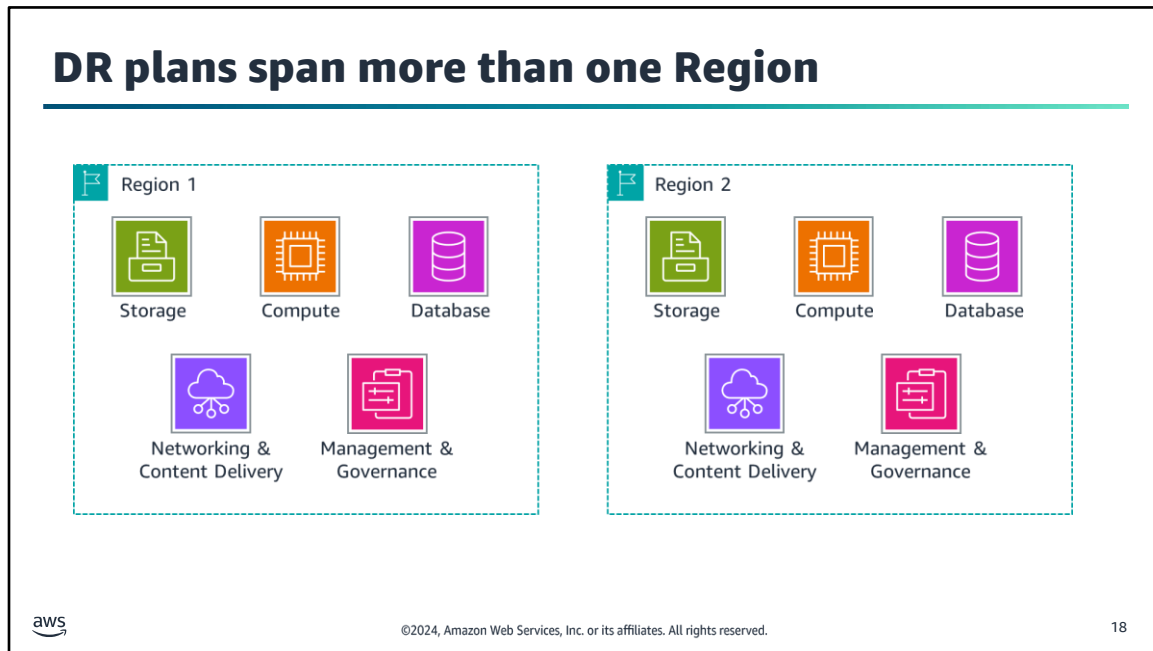 DR plans span more than one Region
Region 1
Storage
Compute
Database
Networking &
Content Delivery
Management &
Governance
Region 2
Storage
Compute
Database
Networking &
Content Delivery
Management &
Governance
aws
©2024, Amazon Web Services, Inc. or its affiliates. All rights reserved.
18